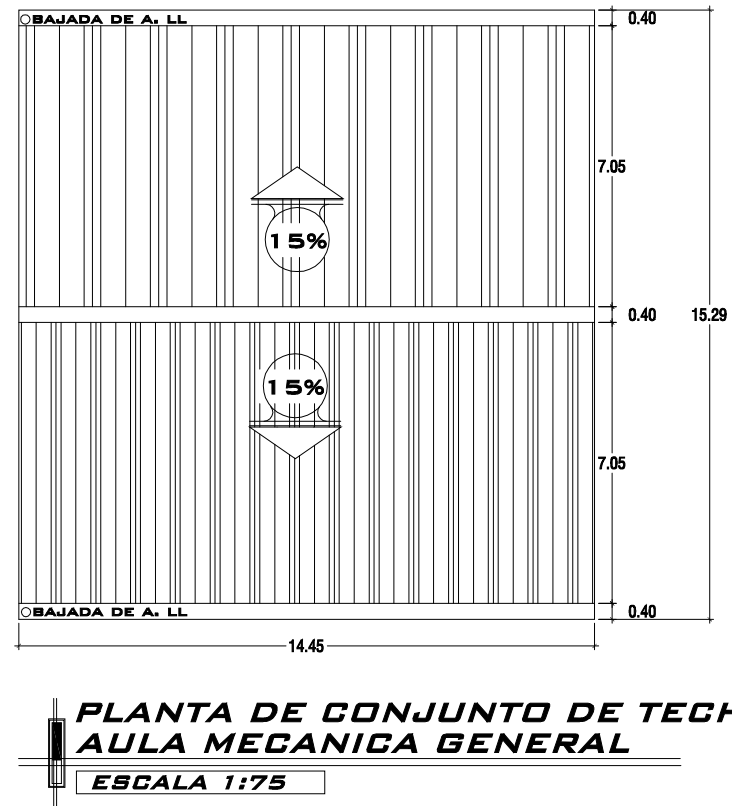 BAJADA DE A. LL
0.40
7.05
15%
0.40
15.29
15%
7.05
BAJADA DE A. LL
0.40
14.45
PLANTA DE CONJUNTO DE TECH
AULA MECANICA GENERAL
ESCALA 1:75